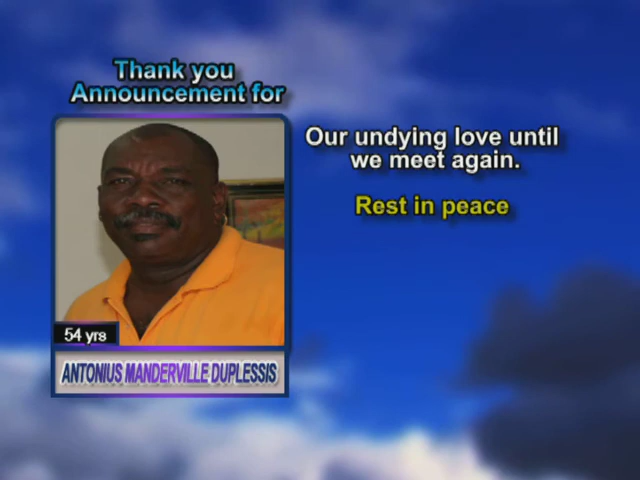 Thank you
Announcement for
Our undying love until
we meet again.
Rest in peace
54 yrs
ANTONIUS MANDERVILLE DUPLESSIS